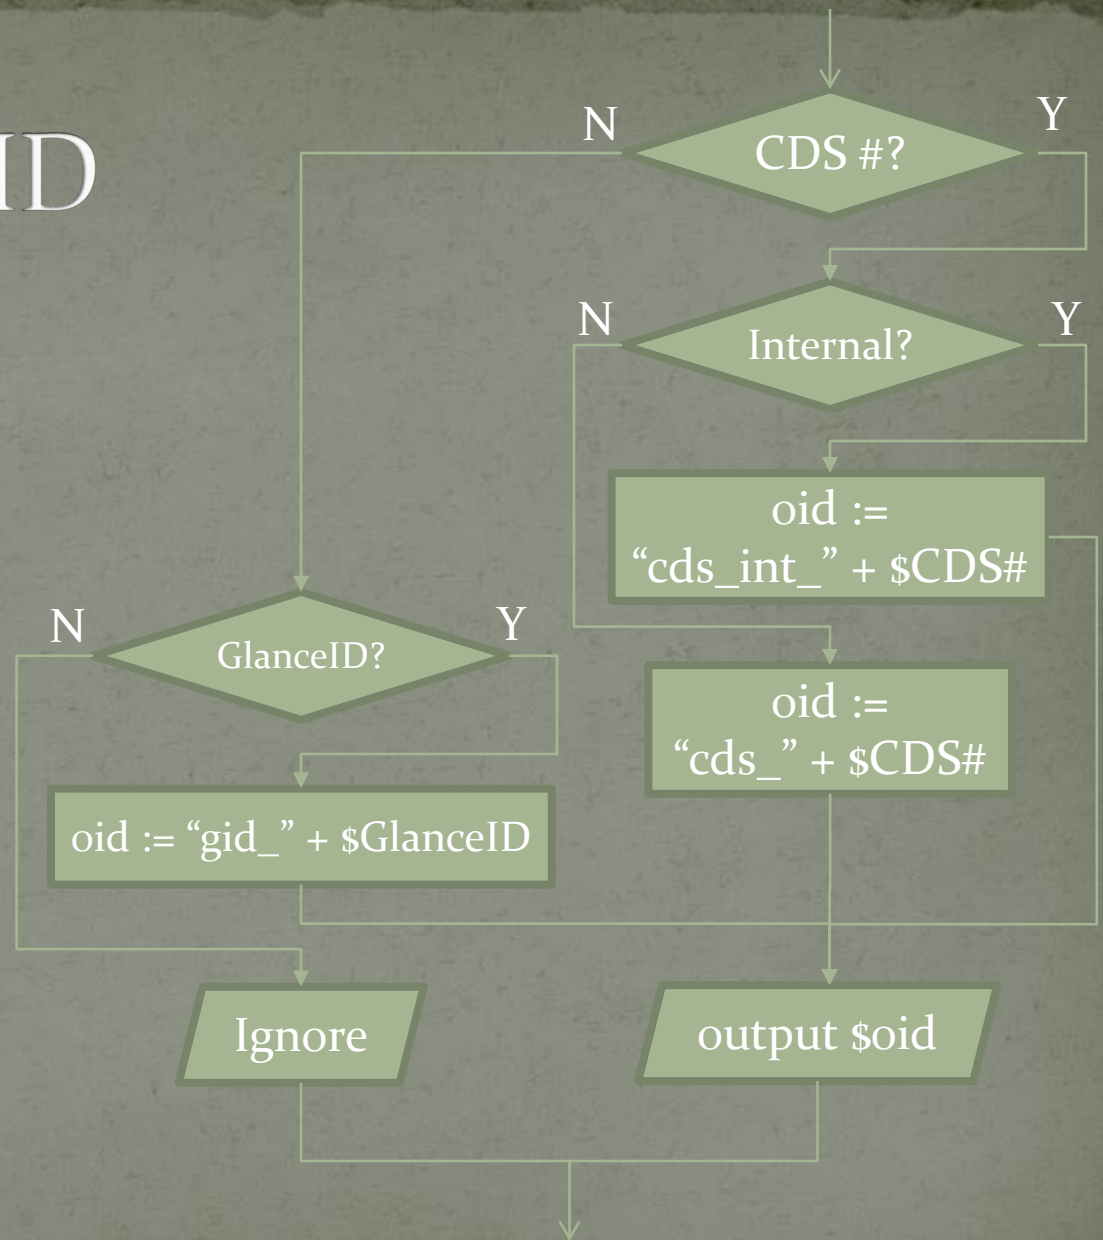 ID
N
CDS #?
Y
N
Internal?
Y
oid :=
“cds_int_” + $CDS#
N
GlanceID?
Y
oid :=
“cds_” + $CDS#
oid := “gid_” + $GlanceID
Ignore
output $oid